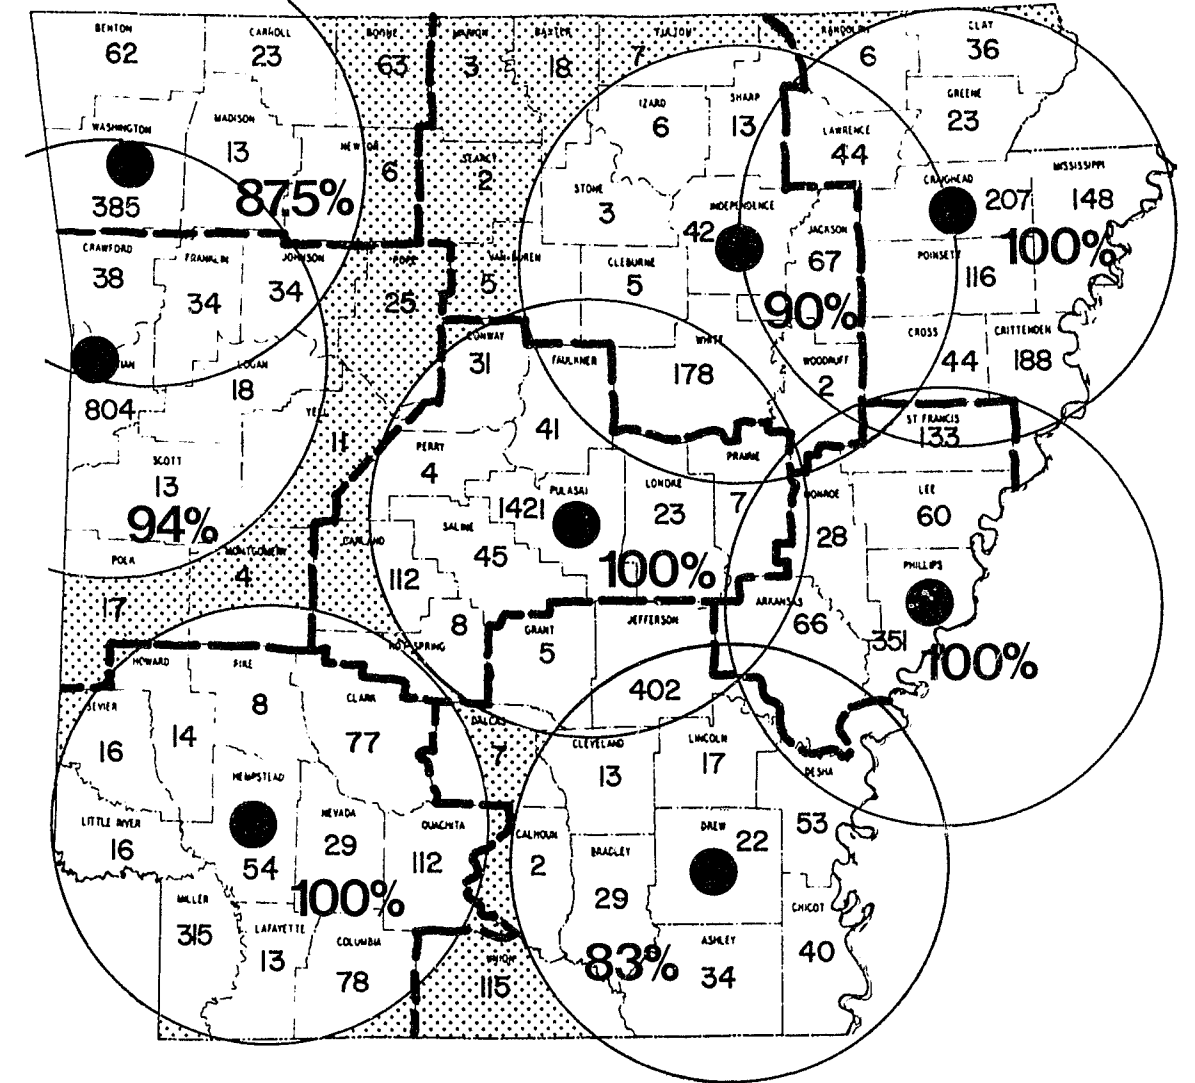 BENTON
62
CARROLL
23
BOONE
63
MARION
3
BAXTER
18
FULTON
7
RANDOLPH
6
CLAY
36
WASHINGTON
385
MADISON
13
87.5%
NEWTON
6
SEARCY
2
IZARD
6
SHARP
13
LAWRENCE
44
GREENE
23
CRAIGHEAD
207
MISSISSIPPI
148
100%
STONE
3
INDEPENDENCE
42
JACKSON
67
90%
POINSETT
116
CRAWFORD
38
FRANKLIN
34
JOHNSON
34
POPE
25
VAN BUREN
5
CLEBURNE
5
CONWAY
31
FAULKNER
41
WHITE
178
WOODRUFF
2
CROSS
44
CRITTENDEN
188
804
LOGAN
18
YELL
11
SCOTT
13
94%
PERRY
4
PULASKI
1421
LONOKE
23
PRAIRIE
7
MONROE
28
ST FRANCIS
133
LEE
60
PHILLIPS
351
100%
POLK
17
MONTGOMERY
4
GARLAND
112
SALINE
45
100%
HOT SPRING
8
GRANT
5
JEFFERSON
402
ARKANSAS
66
HOWARD
14
PIKE
8
CLARK
77
SEVIER
16
DALLAS
7
CLEVELAND
13
LINCOLN
17
DESHA
53
HEMPSTEAD
54
LITTLE RIVER
16
NEVADA
29
OUACHITA
112
100%
CALHOUN
2
BRADLEY
29
DREW
22
MILLER
315
LAFAYETTE
13
COLUMBIA
78
UNION
115
83%
ASHLEY
34
CHICOT
40